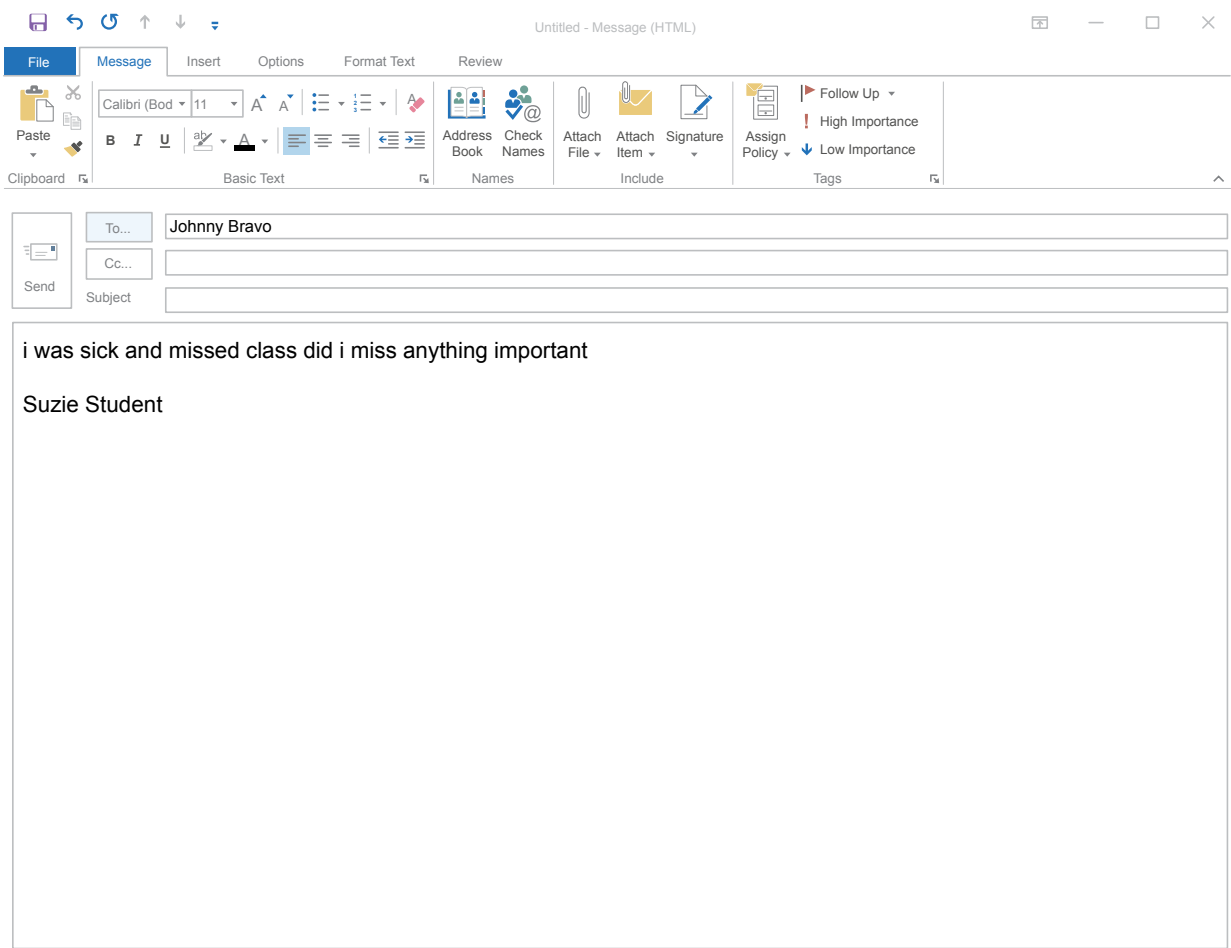 Untitled - Message (HTML)
File Message Insert Options Format Text Review
Calibri (Bod 11 A A
Follow Up
High Importance
Paste
B I U ab A
Address Book
Check Names
Attach File
Attach Item
Signature
Assign Policy
Low Importance
Clipboard Basic Text Names Include Tags
To... Johnny Bravo
Cc...
Send
Subject
i was sick and missed class did i miss anything important
Suzie Student